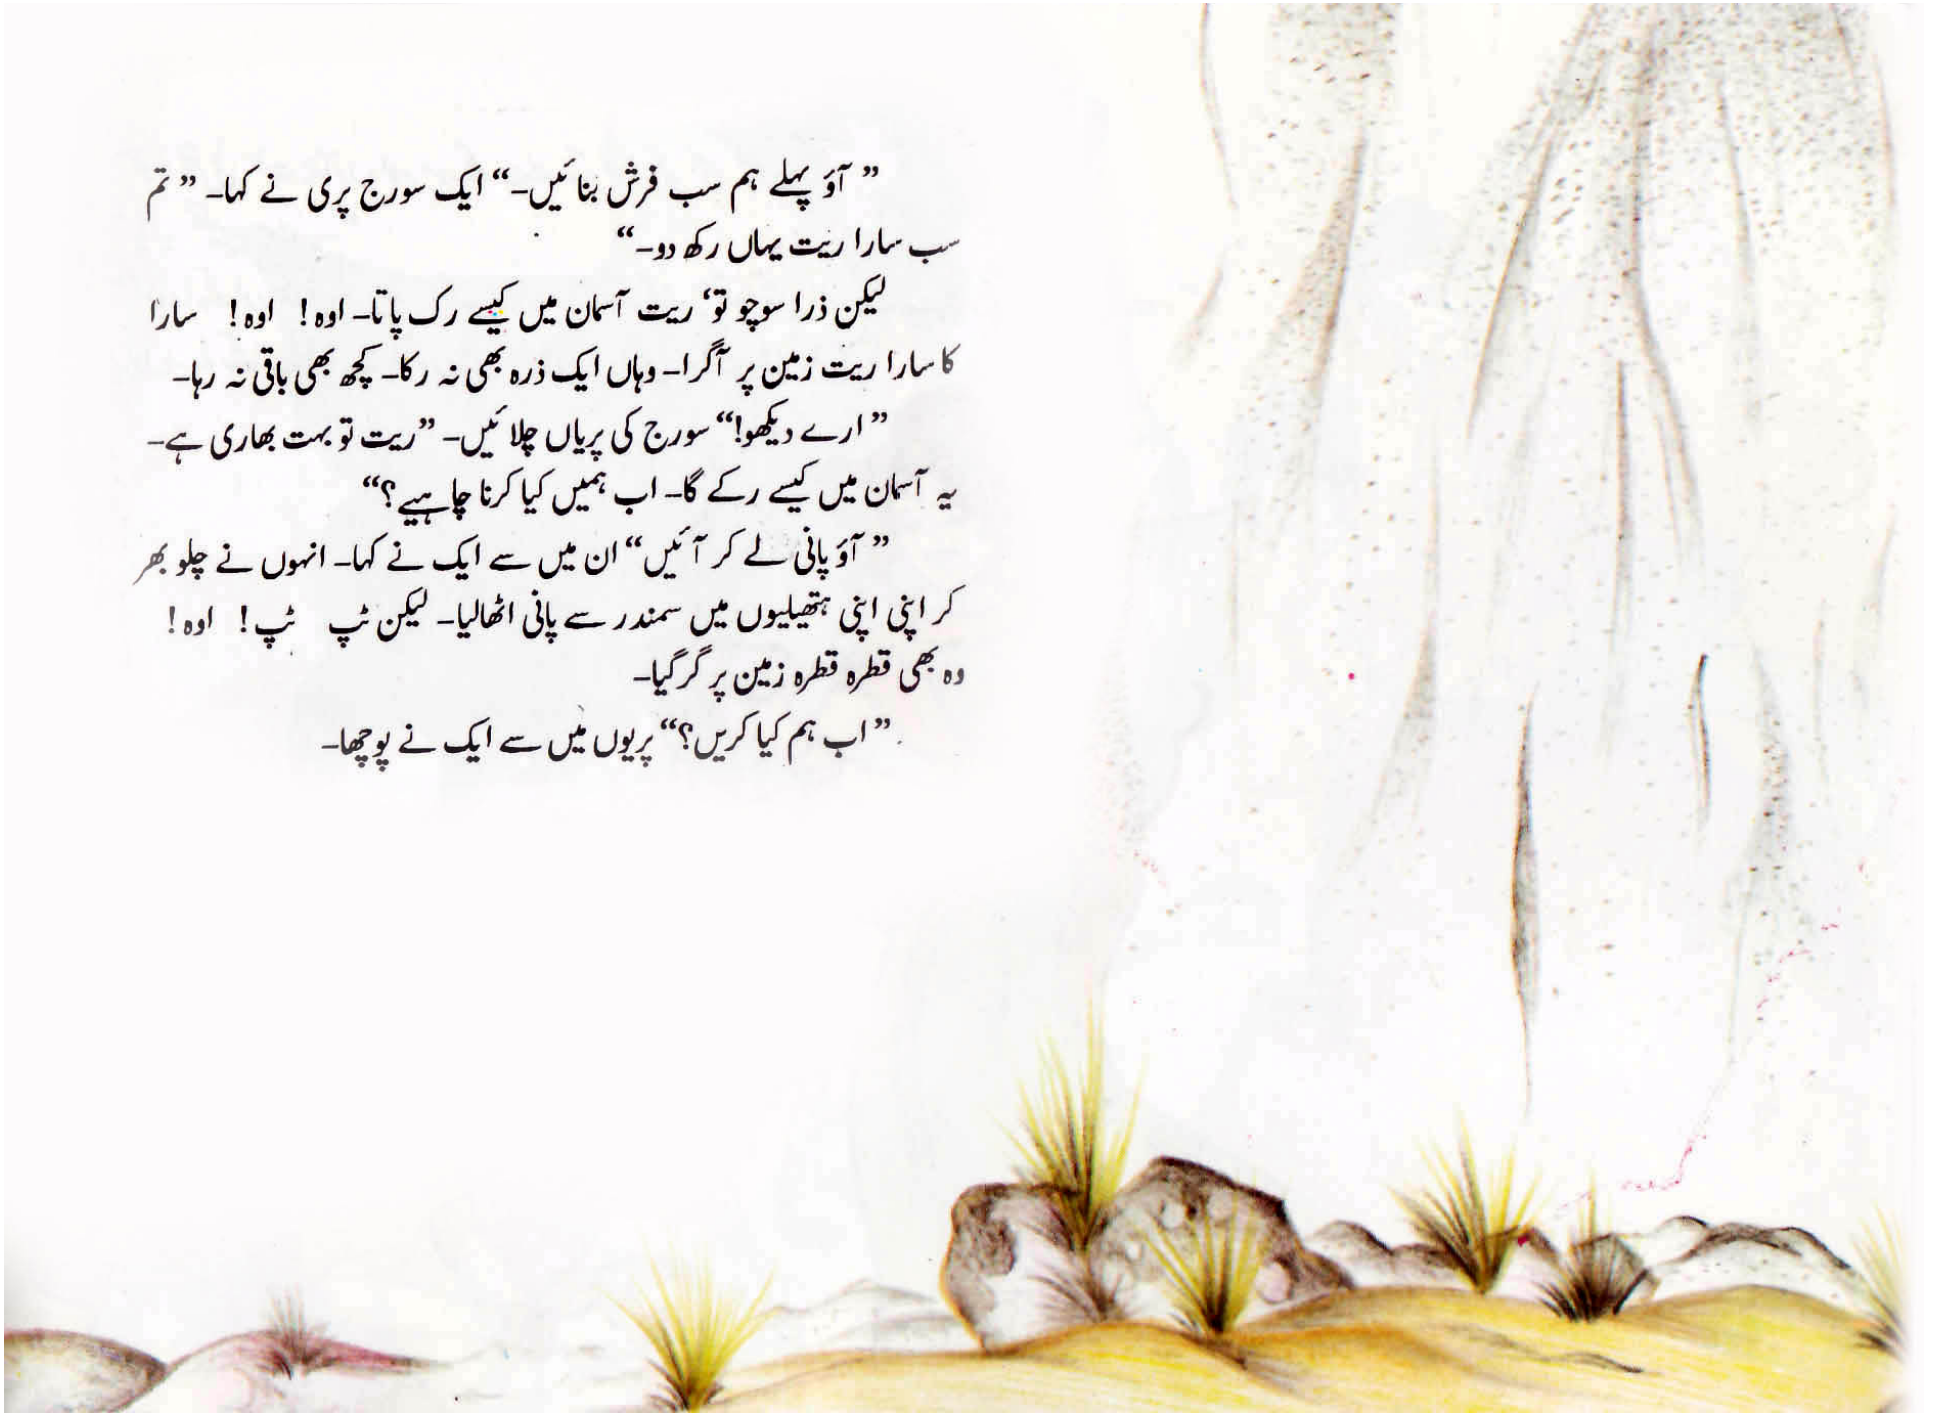 ” آؤ پہلے ہم سب فرش بنائیں۔“ ایک سورج پری نے کہا۔ ” تم
سب سارا ریت یہاں رکھ دو۔“
لیکن ذرا سوچو تو‘ ریت آسمان میں کیسے رک پاتا۔ اوہ! اوہ! سارا
کا سارا ریت زمین پر آگرا۔ وہاں ایک ذرہ بھی نہ رکا۔ کچھ بھی باقی نہ رہا۔
” ارے دیکھو!“ سورج کی پریاں چلائیں۔ ”ریت تو بہت بھاری ہے۔
یہ آسمان میں کیسے رکے گا۔ اب ہمیں کیا کرنا چاہیے؟“
” آؤ پانی لے کر آئیں“ ان میں سے ایک نے کہا۔ انہوں نے چلو بھر
کر اپنی اپنی ہتھیلیوں میں سمندر سے پانی اٹھالیا۔ لیکن ٹپ ٹپ! اوہ!
وہ بھی قطرہ قطرہ زمین پر گر گیا۔
” اب ہم کیا کریں؟“ پریوں میں سے ایک نے پوچھا۔